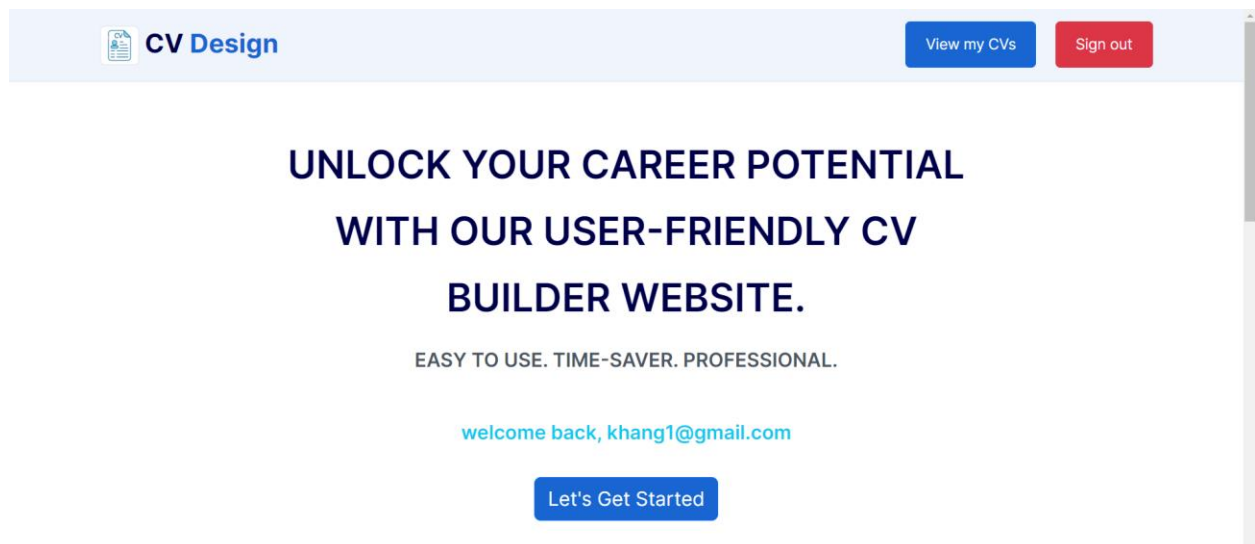 CV Design
View my CVs
Sign out
UNLOCK YOUR CAREER POTENTIAL
WITH OUR USER-FRIENDLY CV
BUILDER WEBSITE.
EASY TO USE. TIME-SAVER. PROFESSIONAL.
welcome back, khang1@gmail.com
Let's Get Started